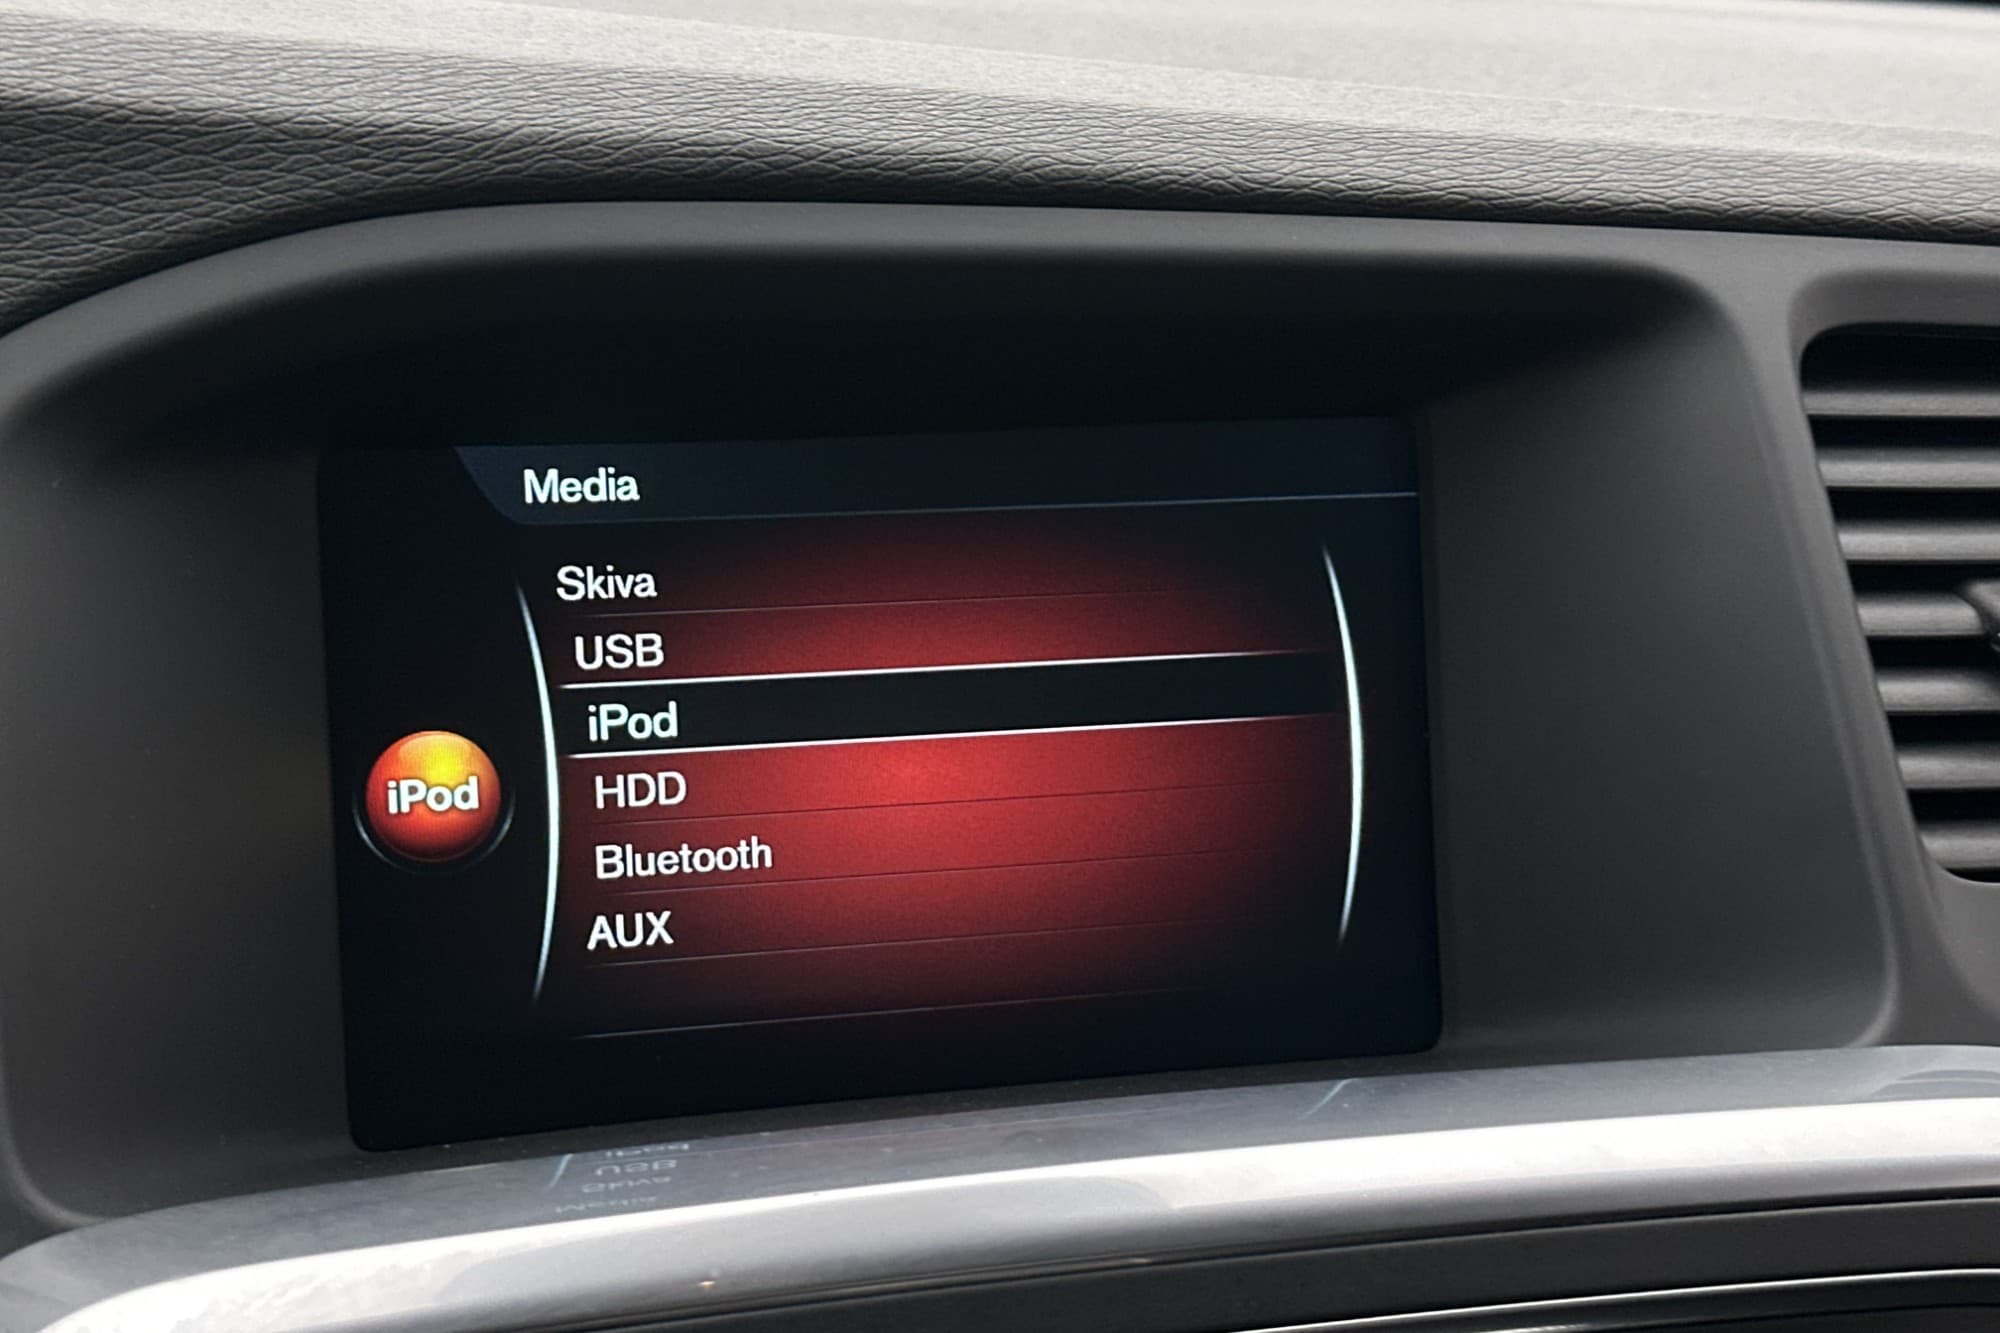 Media
Skiva
USB
iPod
HDD
Bluetooth
AUX
iPod